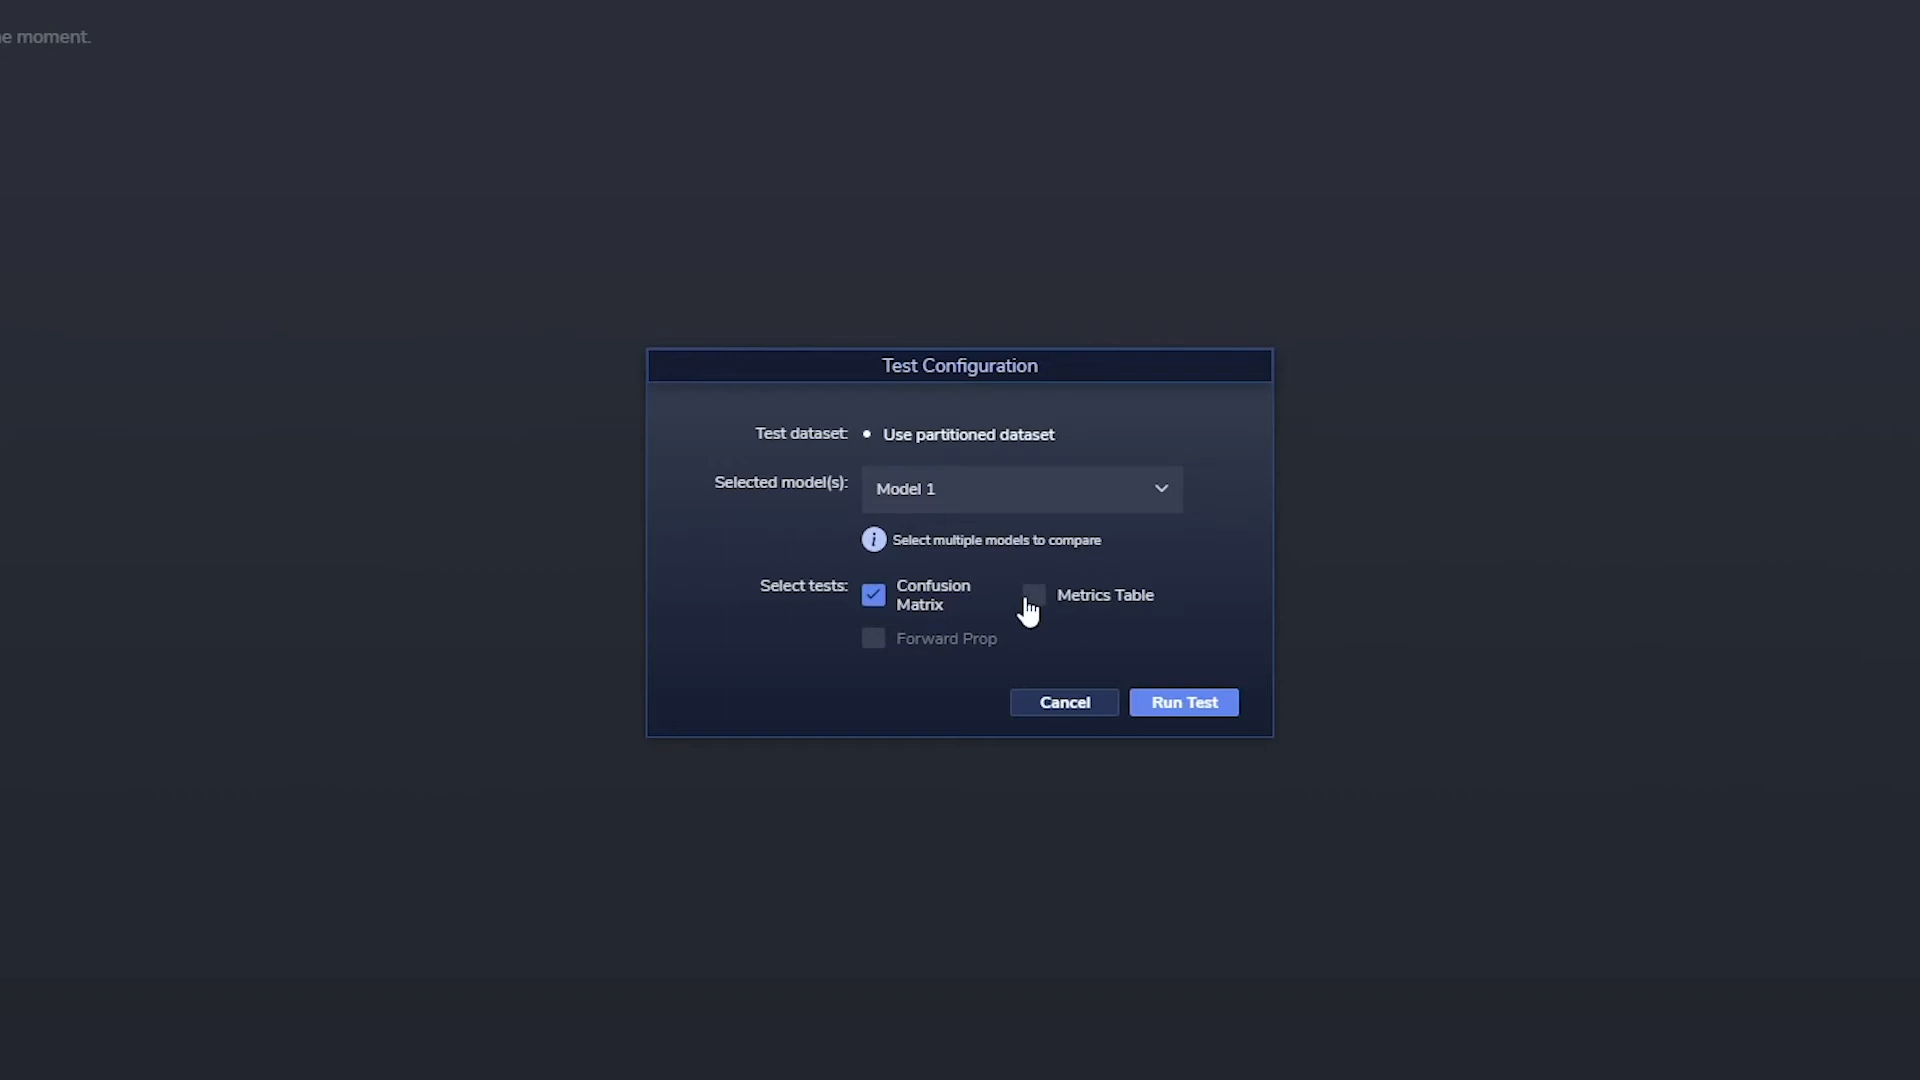 e moment.
Test Configuration
Test dataset:
Use partitioned dataset
Selected model(s):
Model 1
i
Select multiple models to compare
Select tests:
Confusion
Matrix
Metrics Table
Forward Prop
Cancel
Run Test